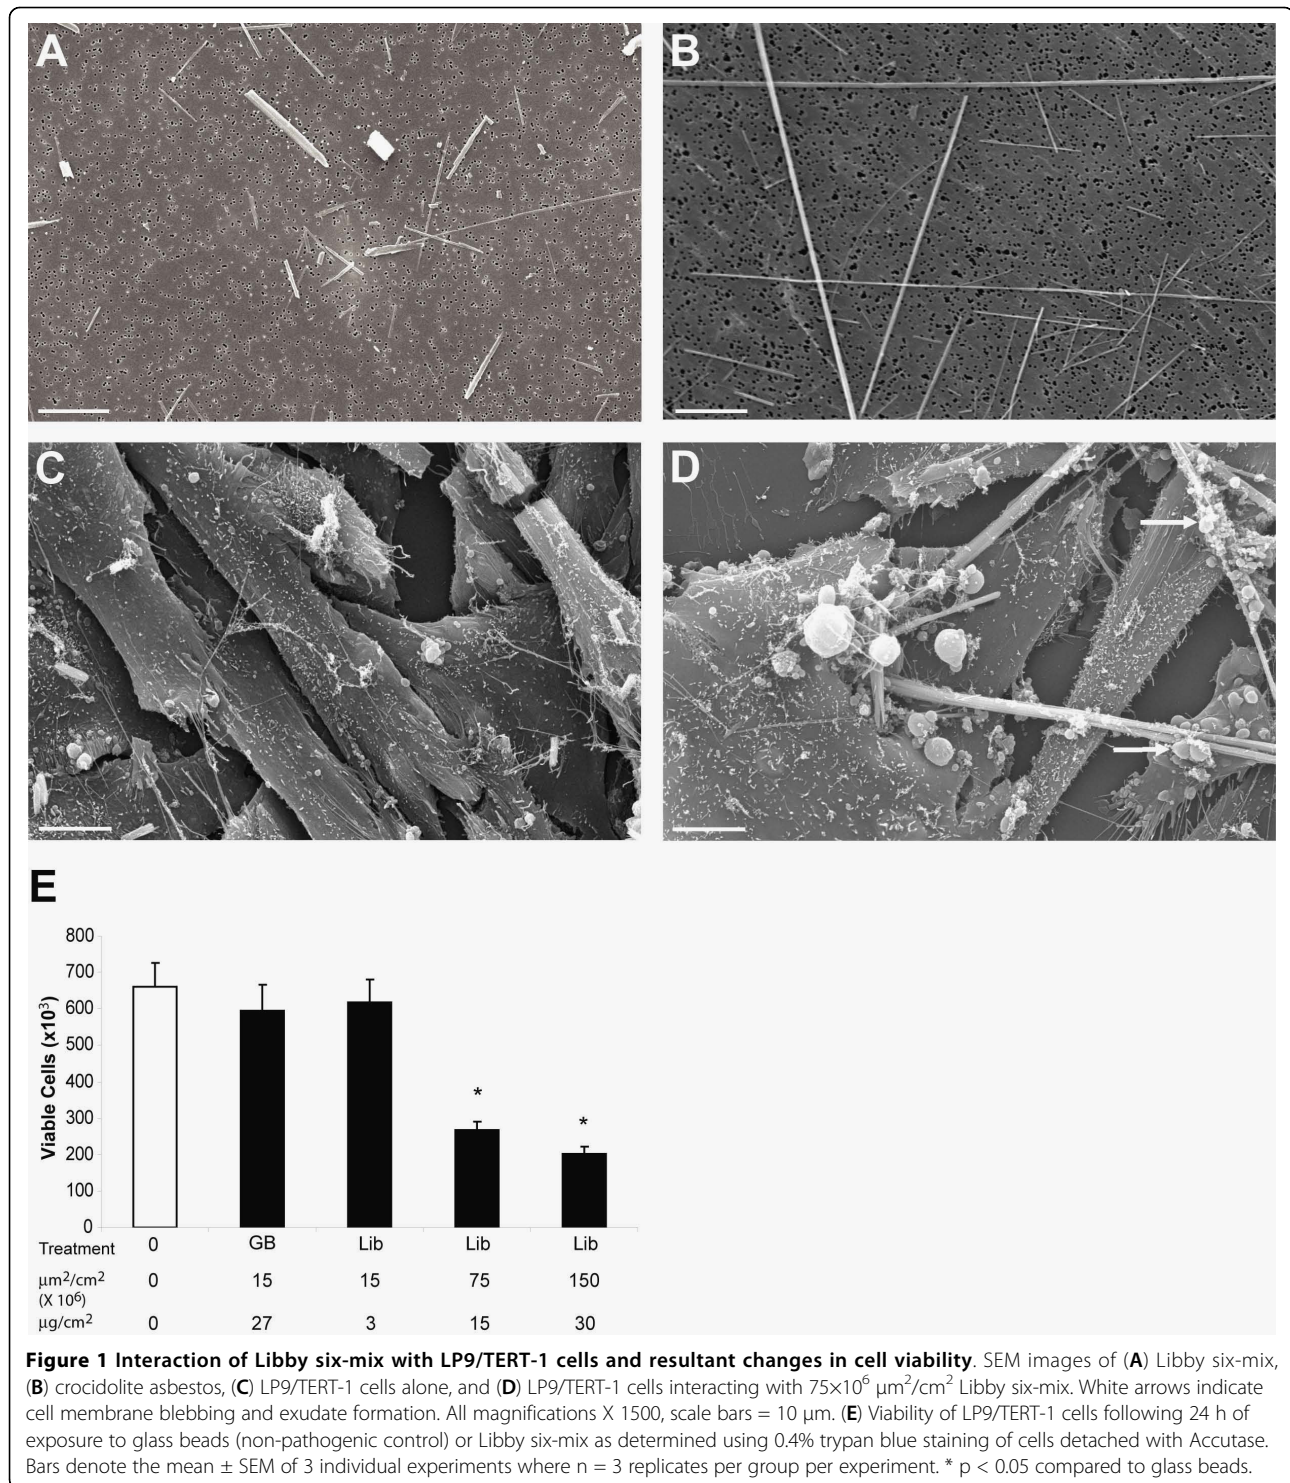 A
B
C
D
E
800
700
600
500
400
300
200
100
0
Viable Cells (x10³)
*
*
Treatment 0 GB Lib Lib Lib
µm²/cm² 0 15 15 75 150
(X 10⁶)
µg/cm² 0 27 3 15 30
Figure 1 Interaction of Libby six-mix with LP9/TERT-1 cells and resultant changes in cell viability. SEM images of (A) Libby six-mix,
(B) crocidolite asbestos, (C) LP9/TERT-1 cells alone, and (D) LP9/TERT-1 cells interacting with 75×10⁶ µm²/cm² Libby six-mix. White arrows indicate
cell membrane blebbing and exudate formation. All magnifications X 1500, scale bars = 10 µm. (E) Viability of LP9/TERT-1 cells following 24 h of
exposure to glass beads (non-pathogenic control) or Libby six-mix as determined using 0.4% trypan blue staining of cells detached with Accutase.
Bars denote the mean ± SEM of 3 individual experiments where n = 3 replicates per group per experiment. * p < 0.05 compared to glass beads.